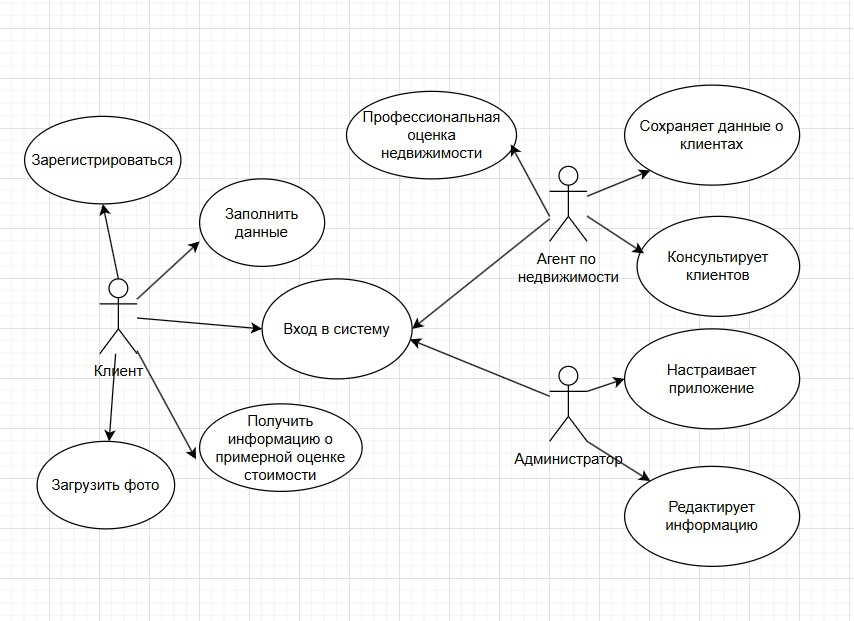 Профессиональная
оценка
недвижимости
Сохраняет данные о
клиентах
Зарегистрироваться
Заполнить
данные
Агент по
недвижимости
Консультирует
клиентов
Вход в систему
Клиент
Настраивает
приложение
Получить
информацию о
примерной оценке
стоимости
Администратор
Загрузить фото
Редактирует
информацию